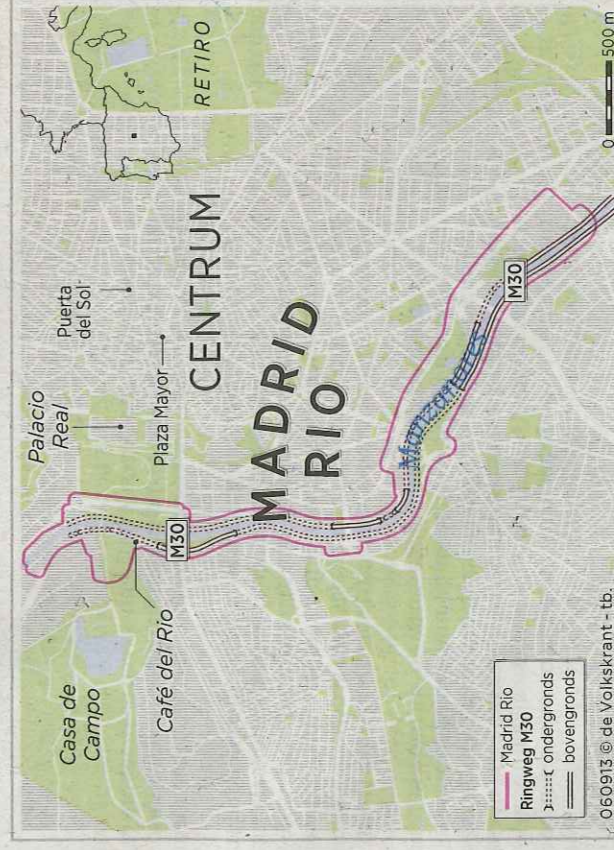 RETIRO
Puerta
del Sol
CENTRUM
Palacio
Real
Plaza Mayor
MADRID
RIO
M30
Manzanares
M30
Café del Rio
Casa de
Campo
Madrid Rio
Ringweg M30
ondergronds
bovengronds
0 500 m
060913 © de Volkskrant - tb.